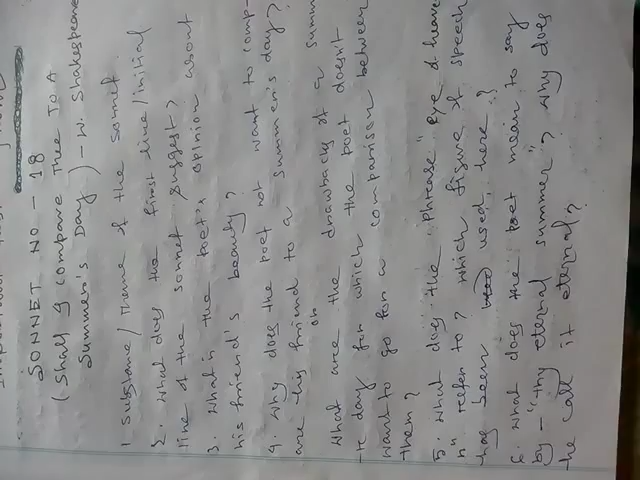 SONNET NO - 18
(Shall I compare Thee To A
Summer's Day) - W. Shakespeare
1. Substane/Theme of the sonnet.
2. What does the first line/initial
line of the sonnet suggest?
3. What is the poet's opinion about
his friend's beauty?
4. Why does the poet not want to comp-
are his friend to a summer's day?
or
What are the drawbacks of a summ
-er day for which the poet doesn't
want to go for a comparison between
them?
5. What does the phrase "eye of heave
n" refer to? Which figure of speech
has been used here?
6. What does the poet mean to say
by - "thy eternal summer"? Why does
he call it eternal?